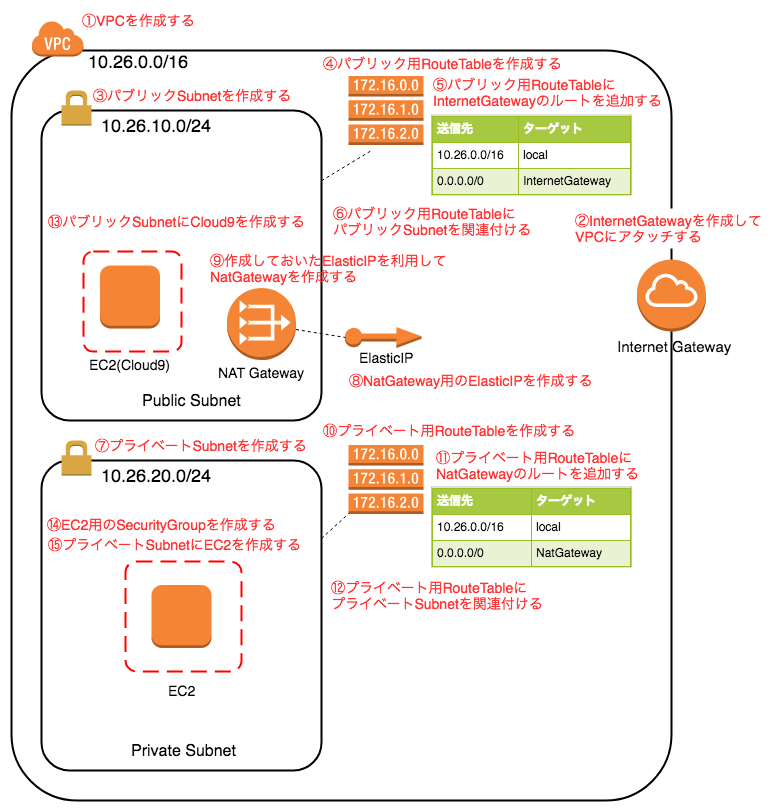 ①VPCを作成する
VPC
10.26.0.0/16
④パブリック用RouteTableを作成する
172.16.0.0
172.16.1.0
172.16.2.0
⑤パブリック用RouteTableに
InternetGatewayのルートを追加する
送信先 ターゲット
10.26.0.0/16 local
0.0.0.0/0 InternetGateway
③パブリックSubnetを作成する
10.26.10.0/24
⑥パブリック用RouteTableに
パブリックSubnetを関連付ける
②InternetGatewayを作成して
VPCにアタッチする
Internet Gateway
⑬パブリックSubnetにCloud9を作成する
⑨作成しておいたElasticIPを利用して
NatGatewayを作成する
EC2(Cloud9)
NAT Gateway
ElasticIP
⑧NatGateway用のElasticIPを作成する
Public Subnet
⑦プライベートSubnetを作成する
10.26.20.0/24
⑩プライベート用RouteTableを作成する
172.16.0.0
172.16.1.0
172.16.2.0
⑪プライベート用RouteTableに
NatGatewayのルートを追加する
送信先 ターゲット
10.26.0.0/16 local
0.0.0.0/0 NatGateway
⑭EC2用のSecurityGroupを作成する
⑮プライベートSubnetにEC2を作成する
⑫プライベート用RouteTableに
プライベートSubnetを関連付ける
EC2
Private Subnet